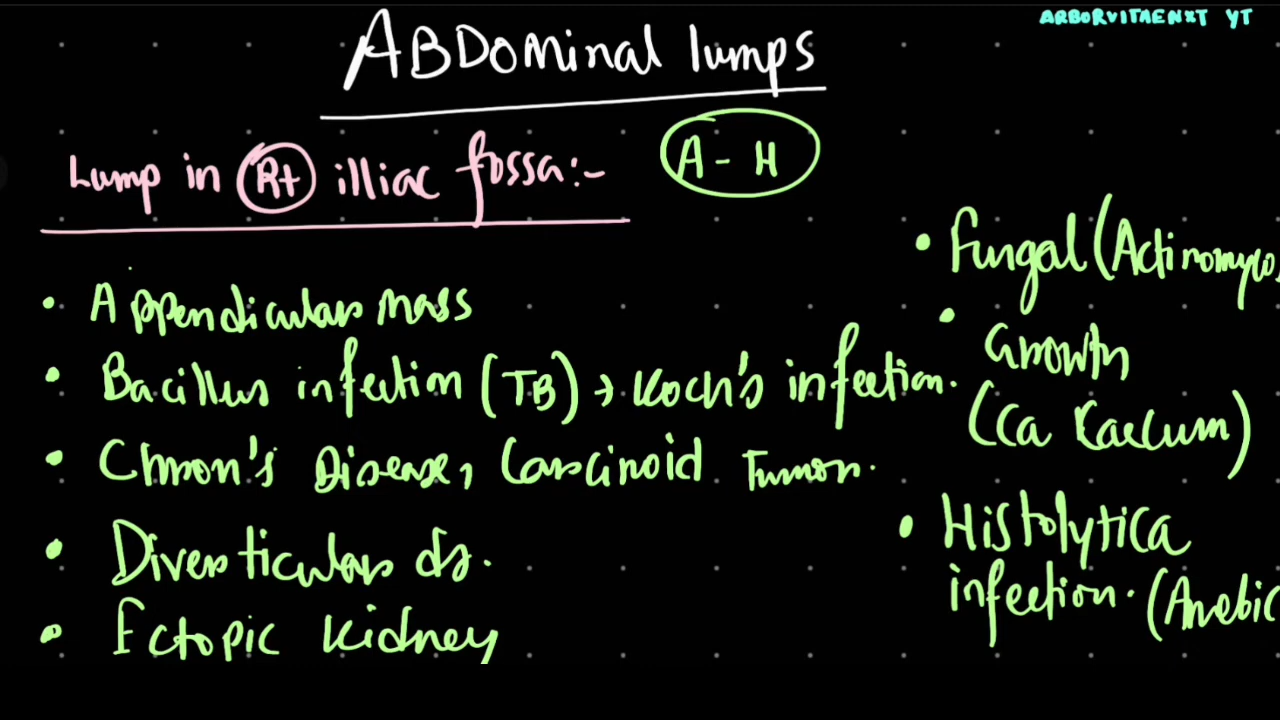 ARBORVITAENXT YT
ABDominal lumps
Lump in Rt illiac fossa:-
A - H
• Appendicular mass
• Bacillus infection (TB) → Koch's infection.
• Chron's Disease, Carcinoid Tumor.
• Diverticular ds.
• Ectopic kidney
• Fungal (Actinomycos
• Growth
(Ca Caecum)
• Histolytica
infection. (Amebic